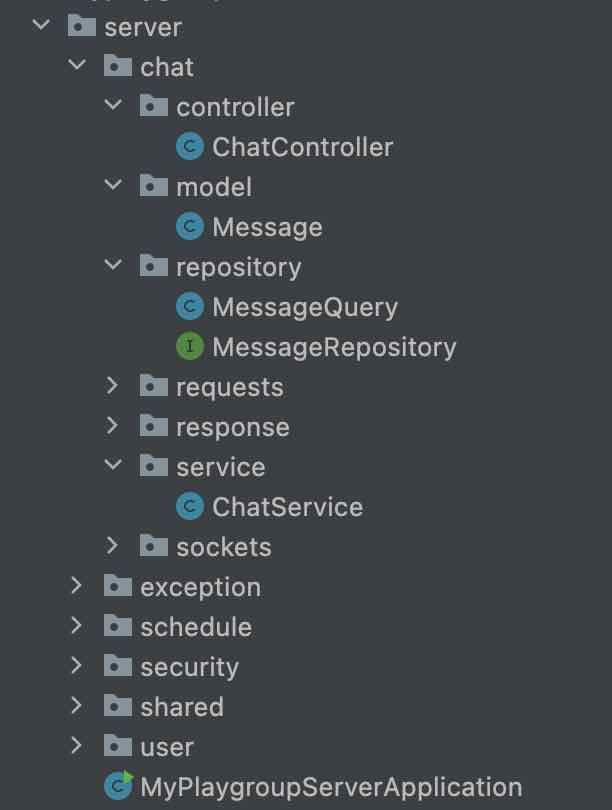 server
chat
controller
C ChatController
model
C Message
repository
C MessageQuery
I MessageRepository
requests
response
service
C ChatService
sockets
exception
schedule
security
shared
user
C MyPlaygroupServerApplication